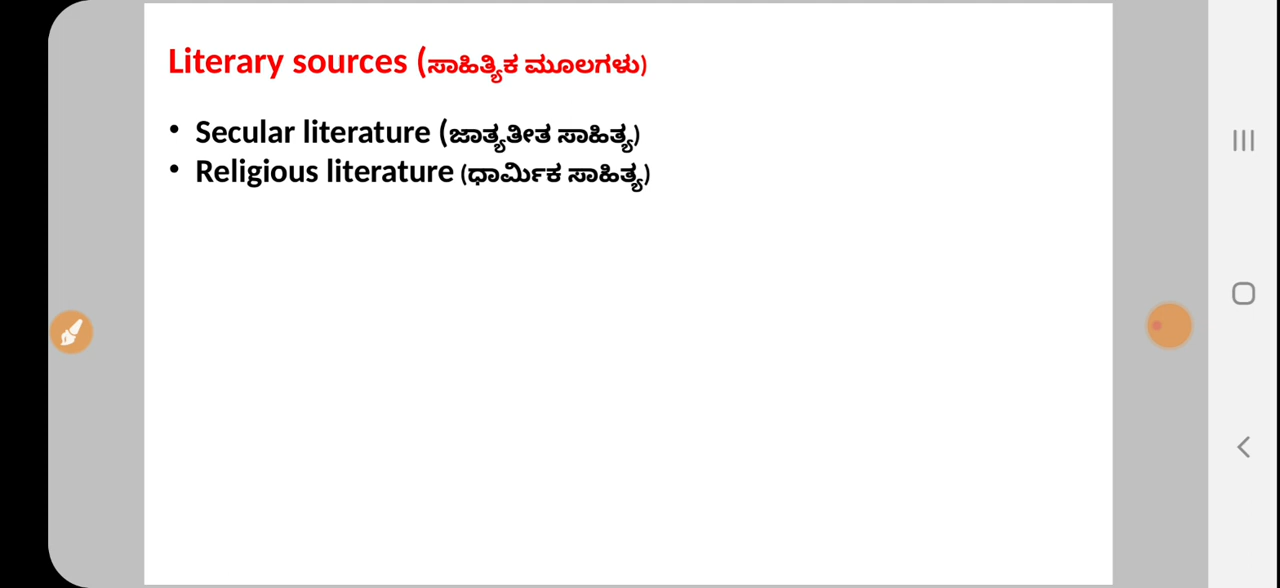 Literary sources (ಸಾಹಿತ್ಯಿಕ ಮೂಲಗಳು)
• Secular literature (ಜಾತ್ಯತೀತ ಸಾಹಿತ್ಯ)
• Religious literature (ಧಾರ್ಮಿಕ ಸಾಹಿತ್ಯ)